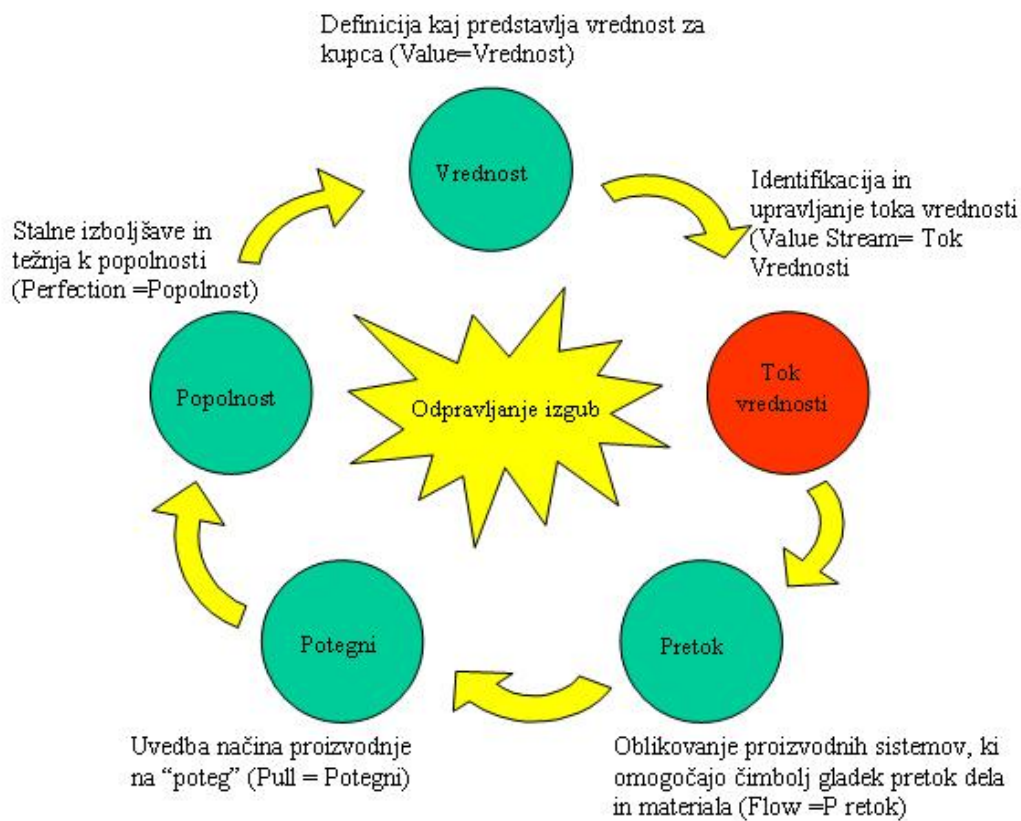 Definicija kaj predstavlja vrednost za
kupca (Value=Vrednost)
Vrednost
Identifikacija in
upravljanje toka vrednosti
(Value Stream= Tok
Vrednosti
Stalne izboljšave in
težnja k popolnosti
(Perfection =Popolnost)
Popolnost
Odpravljanje izgub
Tok
vrednosti
Potegni
Pretok
Uvedba načina proizvodnje
na “poteg” (Pull = Potegni)
Oblikovanje proizvodnih sistemov, ki
omogočajo čimbolj gladek pretok dela
in materiala (Flow =P retok)